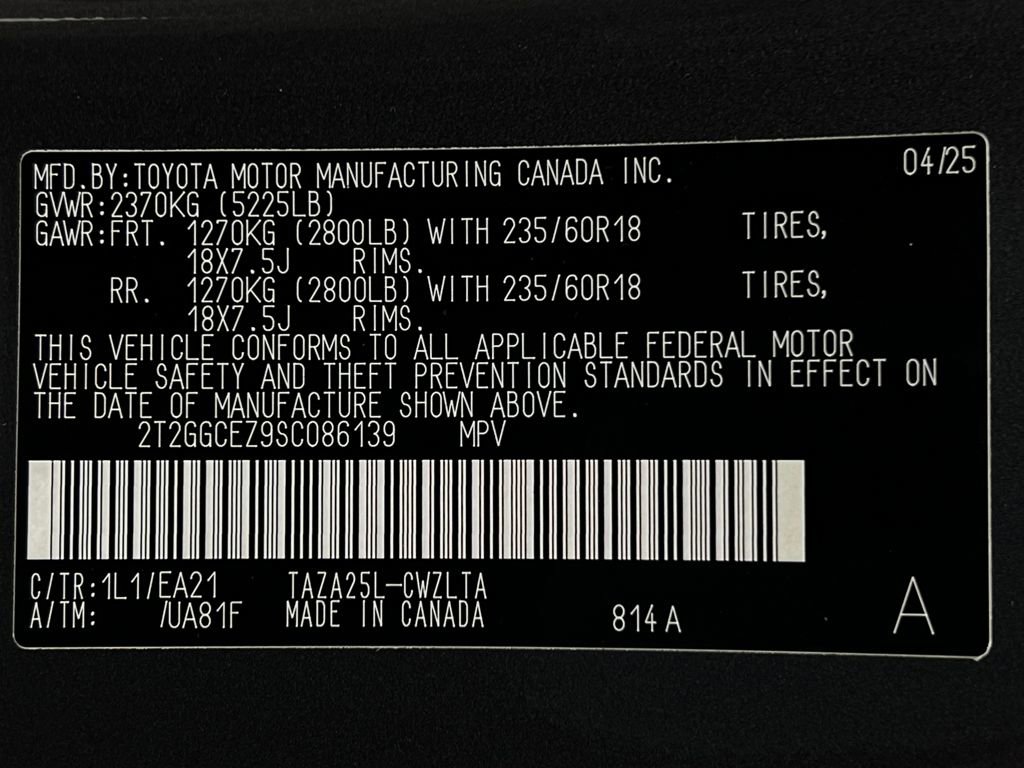 MFD.BY:TOYOTA MOTOR MANUFACTURING CANADA INC. 04/25
GVWR:2370KG (5225LB)
GAWR:FRT. 1270KG (2800LB) WITH 235/60R18 TIRES,
18X7.5J RIMS.
RR. 1270KG (2800LB) WITH 235/60R18 TIRES,
18X7.5J RIMS.
THIS VEHICLE CONFORMS TO ALL APPLICABLE FEDERAL MOTOR
VEHICLE SAFETY AND THEFT PREVENTION STANDARDS IN EFFECT ON
THE DATE OF MANUFACTURE SHOWN ABOVE.
2T2GGCEZ9SC086139 MPV
C/TR:1L1/EA21 TAZA25L-CWZLTA
A/TM: /UA81F MADE IN CANADA 814 A A